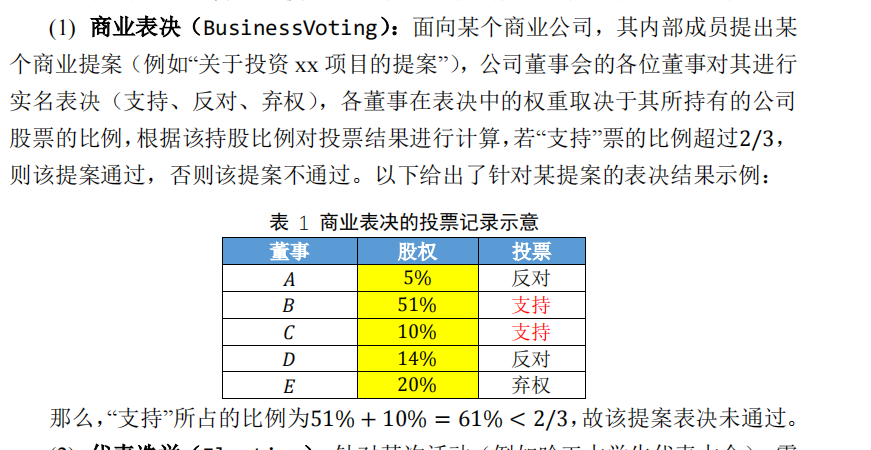 (1) 商业表决（BusinessVoting）：面向某个商业公司，其内部成员提出某
个商业提案（例如“关于投资 xx 项目的提案”），公司董事会的各位董事对其进行
实名表决（支持、反对、弃权），各董事在表决中的权重取决于其所持有的公司
股票的比例，根据该持股比例对投票结果进行计算，若“支持”票的比例超过2/3，
则该提案通过，否则该提案不通过。以下给出了针对某提案的表决结果示例：
表 1 商业表决的投票记录示意
董事 股权 投票
A 5% 反对
B 51% 支持
C 10% 支持
D 14% 反对
E 20% 弃权
那么，“支持”所占的比例为51% + 10% = 61% < 2/3，故该提案表决未通过。